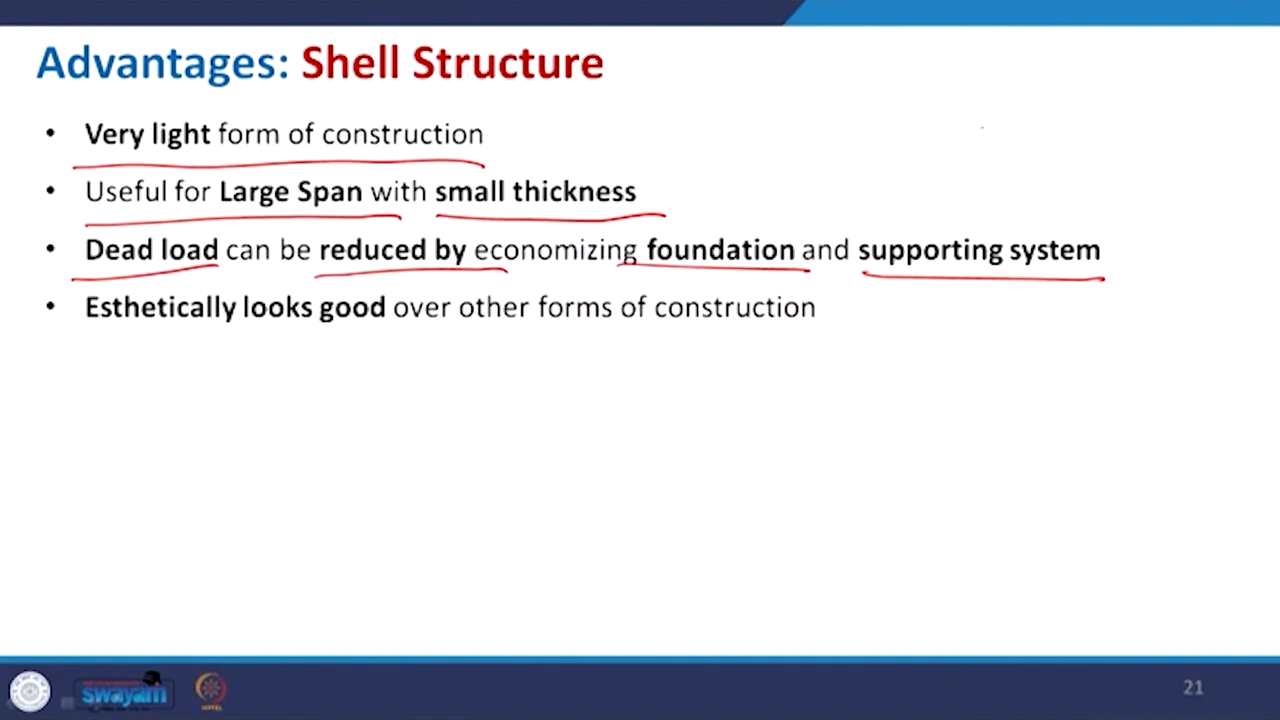 Advantages: Shell Structure
• Very light form of construction
• Useful for Large Span with small thickness
• Dead load can be reduced by economizing foundation and supporting system
• Esthetically looks good over other forms of construction
swayam
21